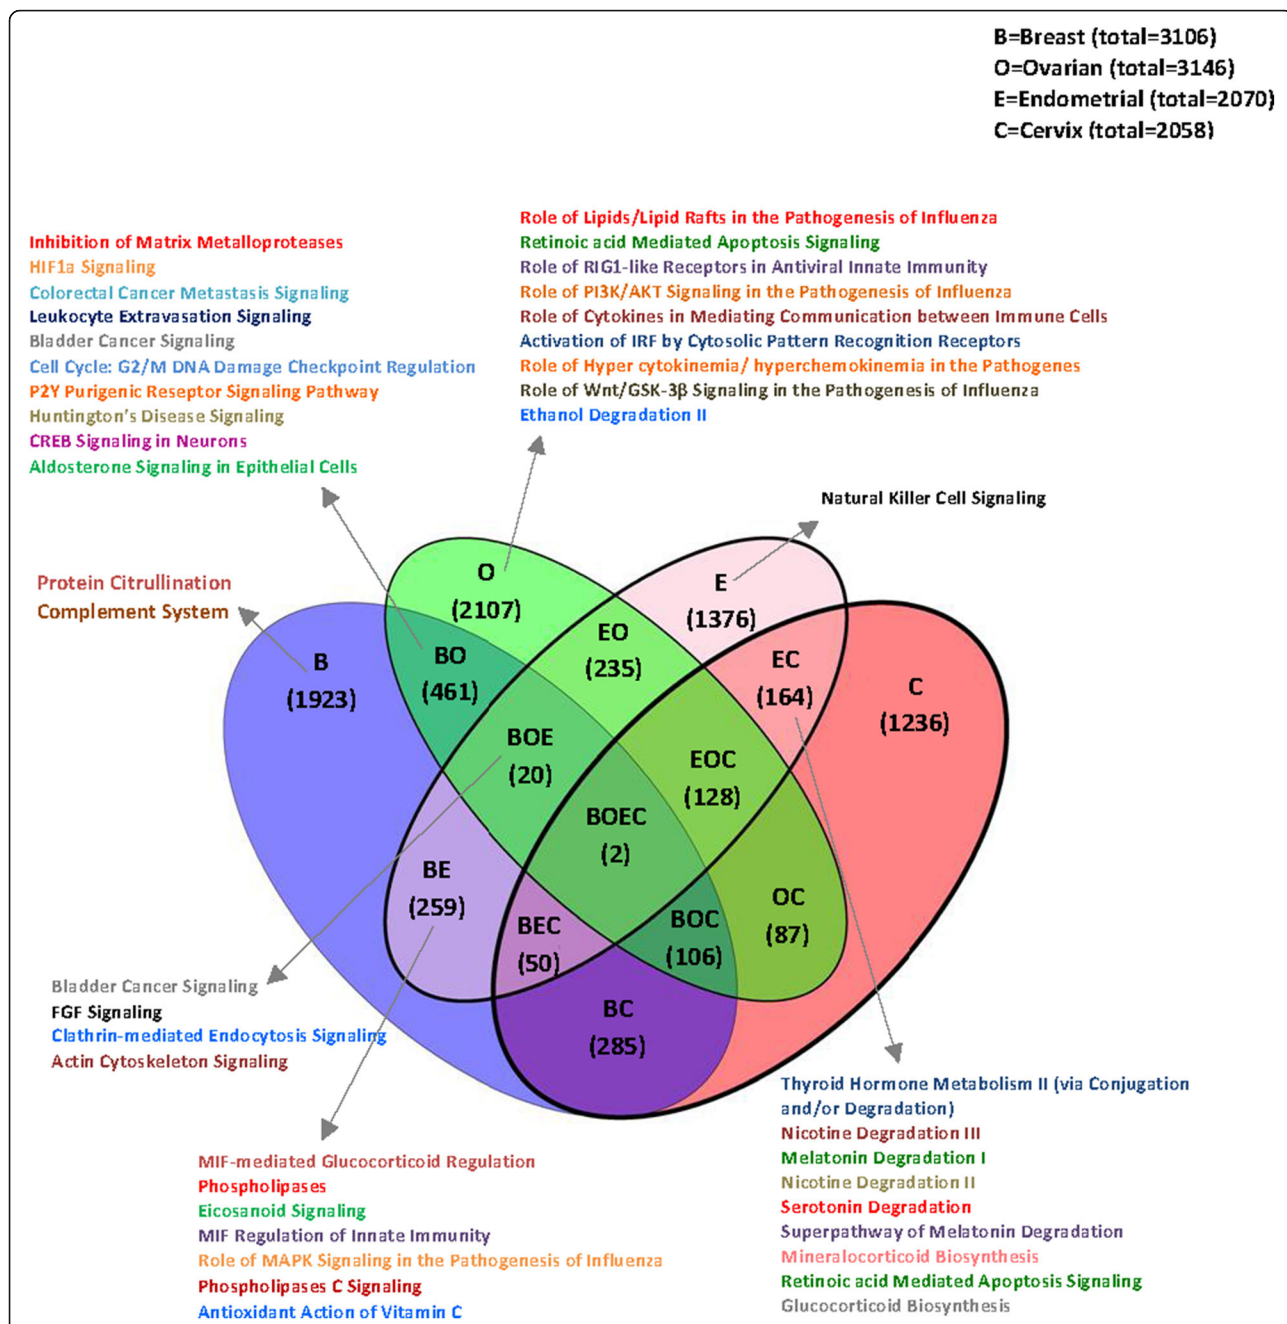 B=Breast (total=3106)
O=Ovarian (total=3146)
E=Endometrial (total=2070)
C=Cervix (total=2058)
Inhibition of Matrix Metalloproteases
HIF1a Signaling
Colorectal Cancer Metastasis Signaling
Leukocyte Extravasation Signaling
Bladder Cancer Signaling
Cell Cycle: G2/M DNA Damage Checkpoint Regulation
P2Y Purigenic Reseptor Signaling Pathway
Huntington's Disease Signaling
CREB Signaling in Neurons
Aldosterone Signaling in Epithelial Cells
Role of Lipids/Lipid Rafts in the Pathogenesis of Influenza
Retinoic acid Mediated Apoptosis Signaling
Role of RIG1-like Receptors in Antiviral Innate Immunity
Role of PI3K/AKT Signaling in the Pathogenesis of Influenza
Role of Cytokines in Mediating Communication between Immune Cells
Activation of IRF by Cytosolic Pattern Recognition Receptors
Role of Hyper cytokinemia/ hyperchemokinemia in the Pathogenes
Role of Wnt/GSK-3β Signaling in the Pathogenesis of Influenza
Ethanol Degradation II
Natural Killer Cell Signaling
Protein Citrullination
Complement System
O
(2107)
E
(1376)
EO
(235)
BO
(461)
B
(1923)
EC
(164)
C
(1236)
BOE
(20)
EOC
(128)
BOEC
(2)
BE
(259)
OC
(87)
BEC
(50)
BOC
(106)
BC
(285)
Bladder Cancer Signaling
FGF Signaling
Clathrin-mediated Endocytosis Signaling
Actin Cytoskeleton Signaling
MIF-mediated Glucocorticoid Regulation
Phospholipases
Eicosanoid Signaling
MIF Regulation of Innate Immunity
Role of MAPK Signaling in the Pathogenesis of Influenza
Phospholipases C Signaling
Antioxidant Action of Vitamin C
Thyroid Hormone Metabolism II (via Conjugation
and/or Degradation)
Nicotine Degradation III
Melatonin Degradation I
Nicotine Degradation II
Serotonin Degradation
Superpathway of Melatonin Degradation
Mineralocorticoid Biosynthesis
Retinoic acid Mediated Apoptosis Signaling
Glucocorticoid Biosynthesis